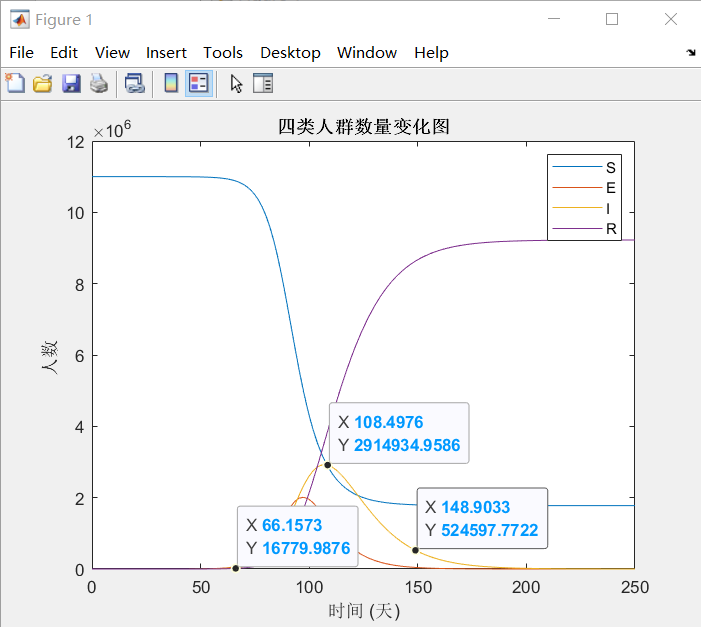 Figure 1
File Edit View Insert Tools Desktop Window Help
四类人群数量变化图
×10⁶
12
10
8
6
4
2
0
人数
S
E
I
R
X 108.4976
Y 2914934.9586
X 148.9033
Y 524597.7722
X 66.1573
Y 16779.9876
0 50 100 150 200 250
时间 (天)